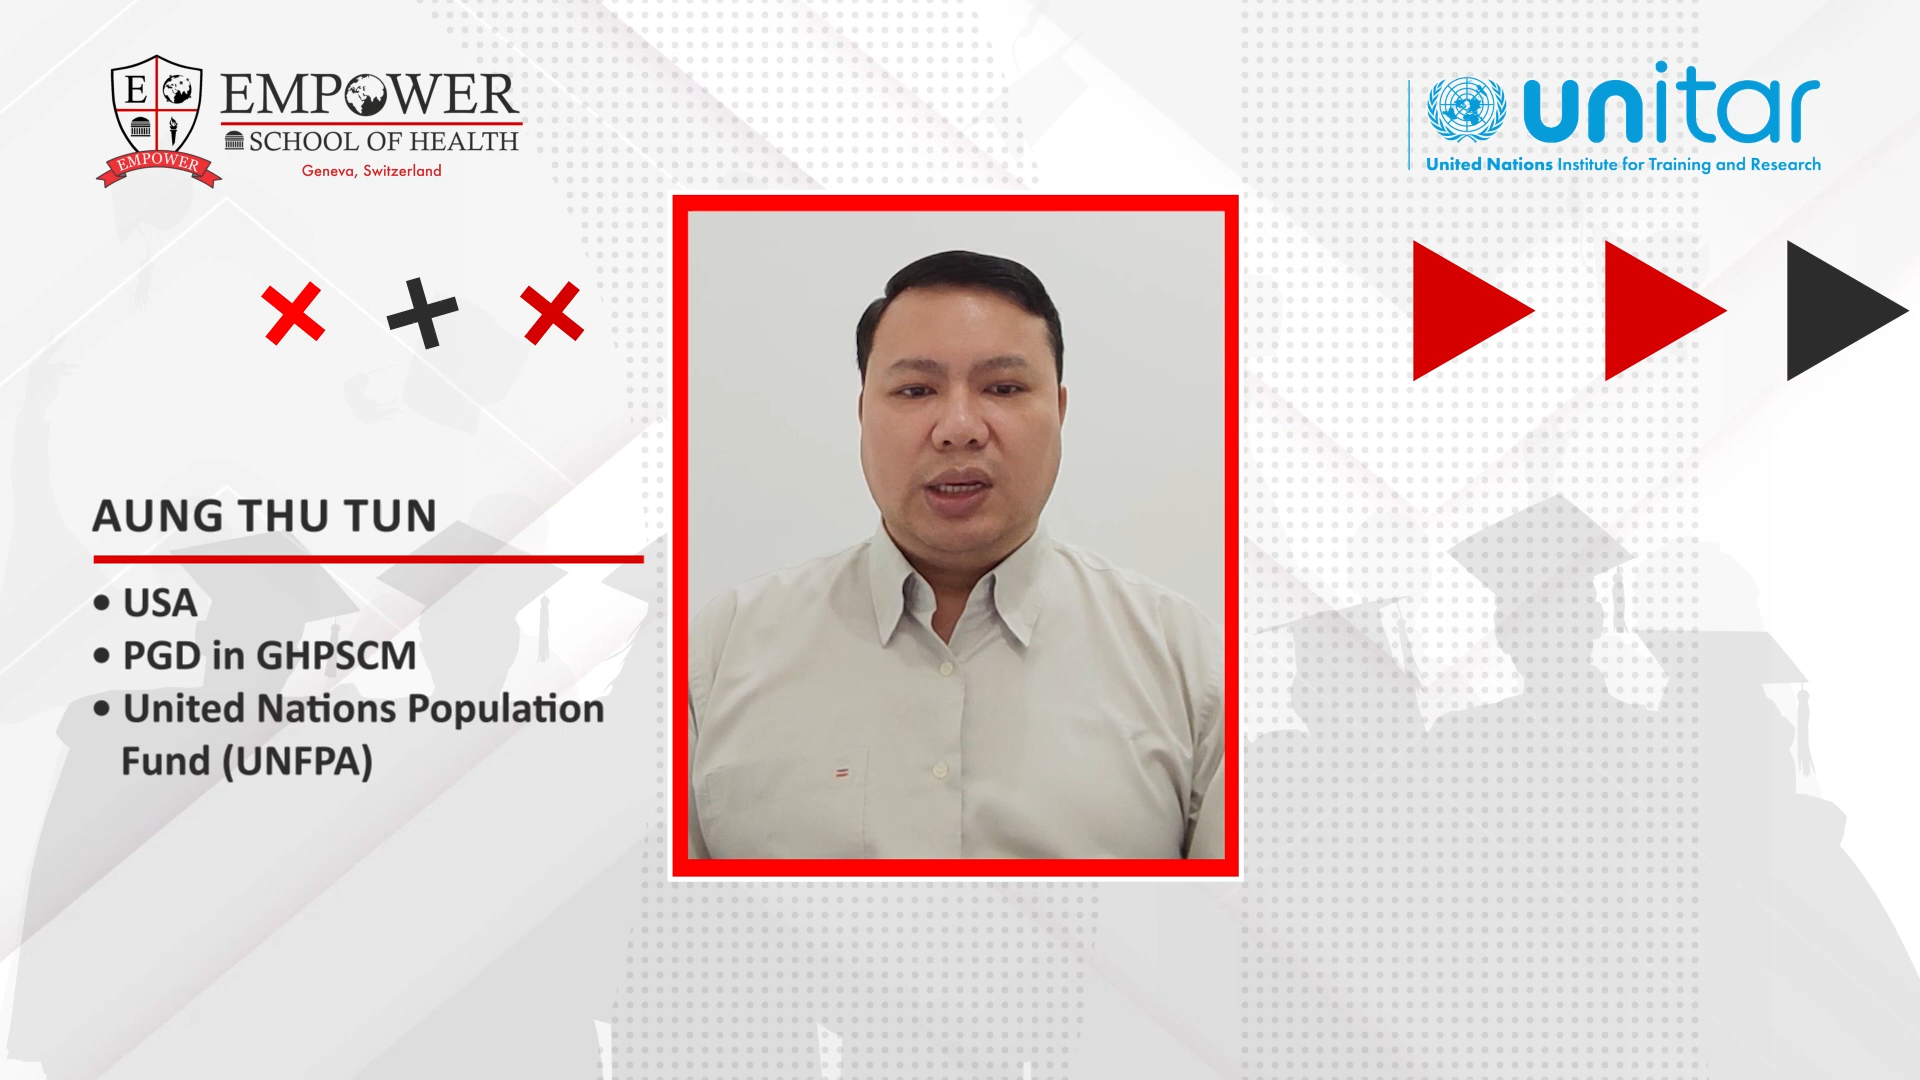 E
EMPOWER
EMPOWER
SCHOOL OF HEALTH
Geneva, Switzerland
unitar
United Nations Institute for Training and Research
AUNG THU TUN
• USA
• PGD in GHPSCM
• United Nations Population
Fund (UNFPA)